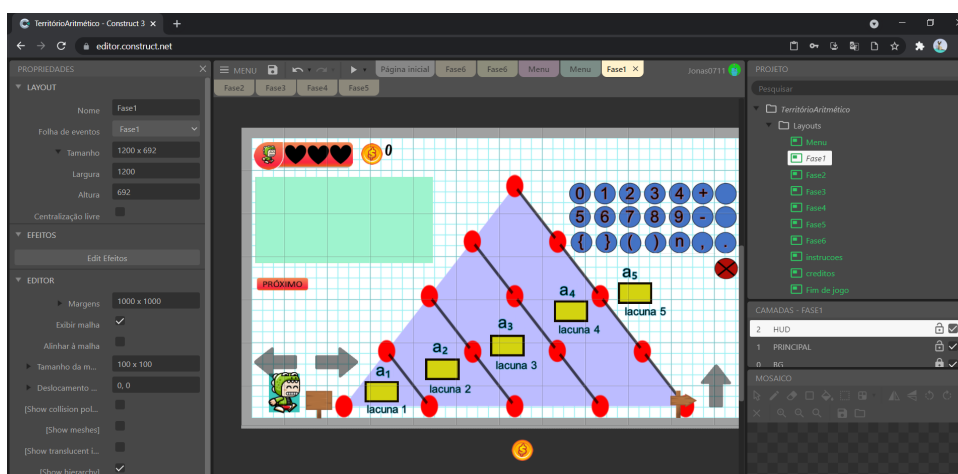 TerritórioAritmético - Construct 3
editor.construct.net
PROPRIEDADES
LAYOUT
Nome Fase1
Folha de eventos Fase1
Tamanho 1200 x 692
Largura 1200
Altura 692
Centralização livre
EFEITOS
Edit Efeitos
EDITOR
Margens 1000 x 1000
Exibir malha
Alinhar à malha
Tamanho da m... 100 x 100
Deslocamento ... 0, 0
[Show collision pol...
[Show meshes]
[Show translucent i...
[Show hierarchy]
MENU
Página inicial Fase6 Fase6 Menu Menu Fase1
Jonas0711
Fase2 Fase3 Fase4 Fase5
0
0 1 2 3 4 +
5 6 7 8 9 -
{ } ( ) n , .
PRÓXIMO
a5
lacuna 5
a4
lacuna 4
a3
lacuna 3
a2
lacuna 2
a1
lacuna 1
PROJETO
Pesquisar
TerritórioAritmético
Layouts
Menu
Fase1
Fase2
Fase3
Fase4
Fase5
Fase6
instrucoes
creditos
Fim de jogo
CAMADAS - FASE1
2 HUD
1 PRINCIPAL
0 BG
MOSAICO